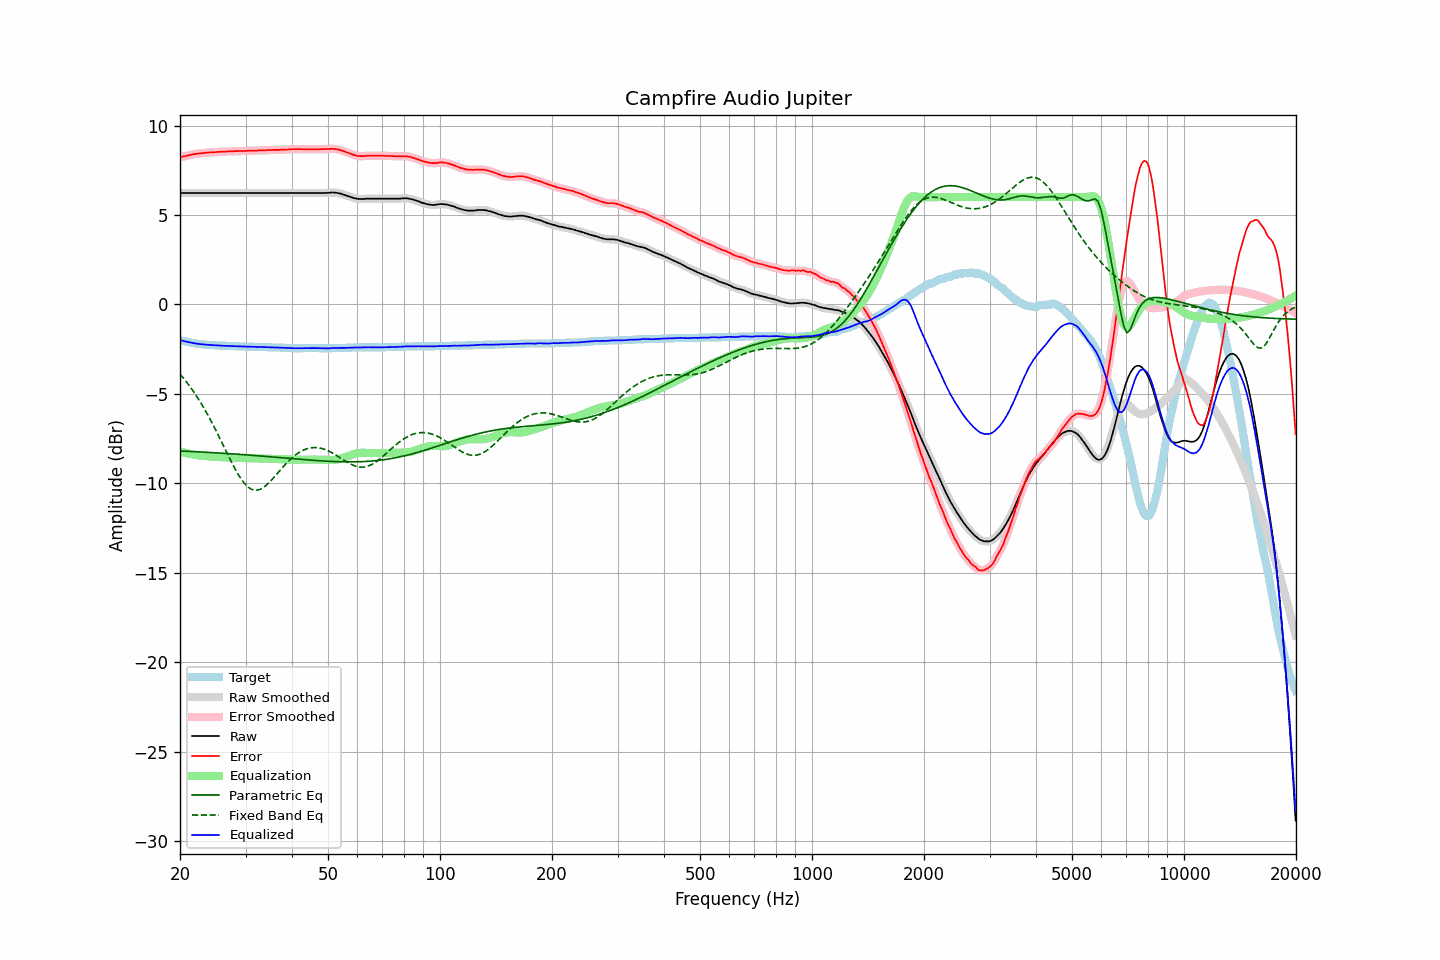 Campfire Audio Jupiter
10
5
0
−5
−10
−15
−20
−25
−30
Amplitude (dBr)
Target
Raw Smoothed
Error Smoothed
Raw
Error
Equalization
Parametric Eq
Fixed Band Eq
Equalized
20 50 100 200 500 1000 2000 5000 10000 20000
Frequency (Hz)